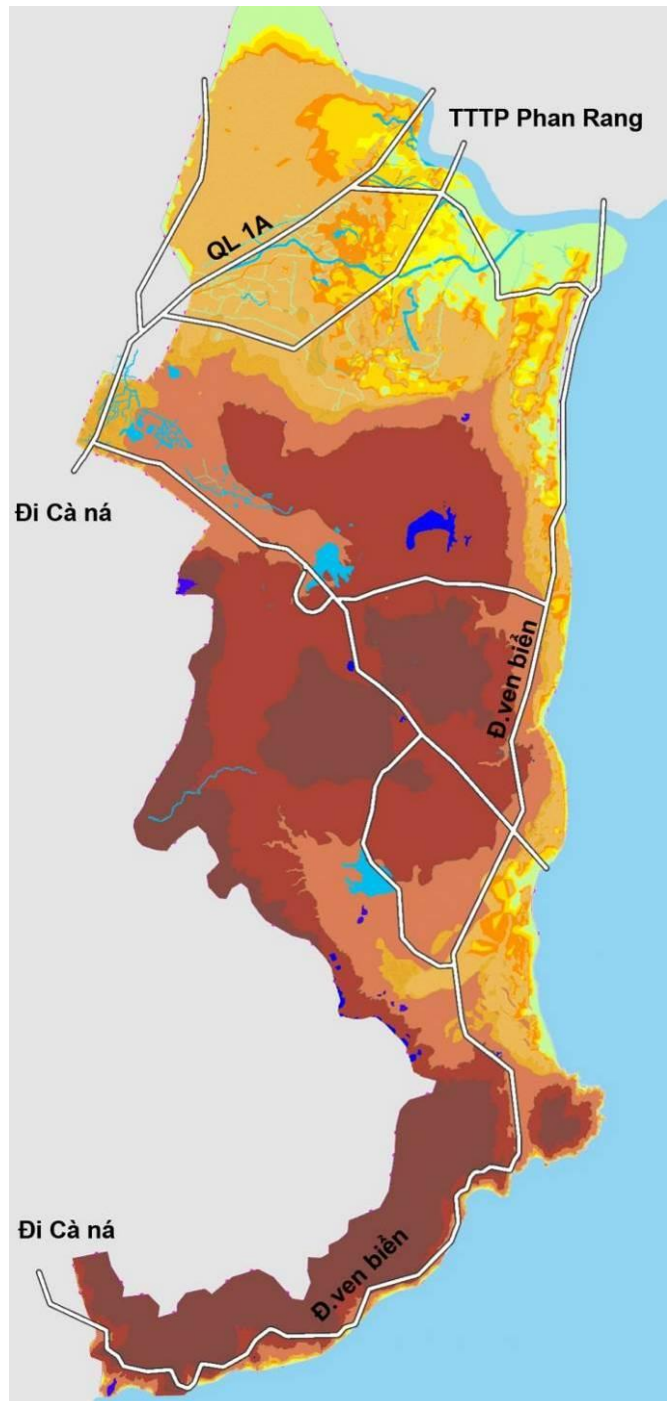 TTTP Phan Rang
QL 1A
Đi Cà ná
Đ.ven biển
Đi Cà ná
Đ.ven biển